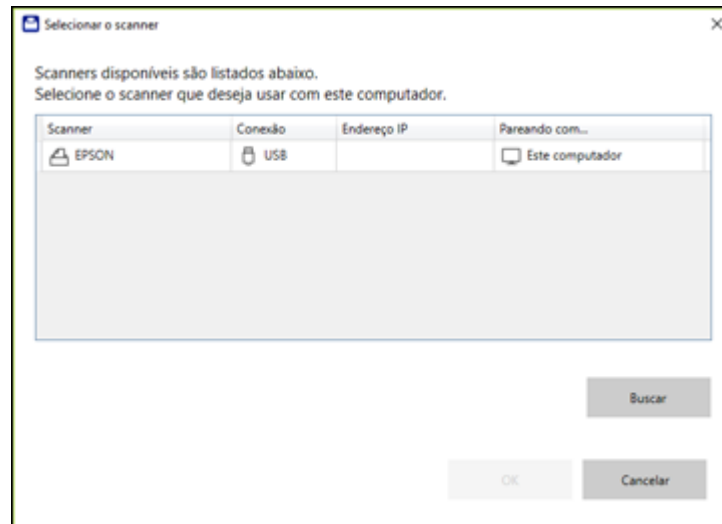 Selecionar o scanner
Scanners disponíveis são listados abaixo.
Selecione o scanner que deseja usar com este computador.
Scanner Conexão Endereço IP Pareando com...
EPSON USB Este computador
Buscar
OK Cancelar